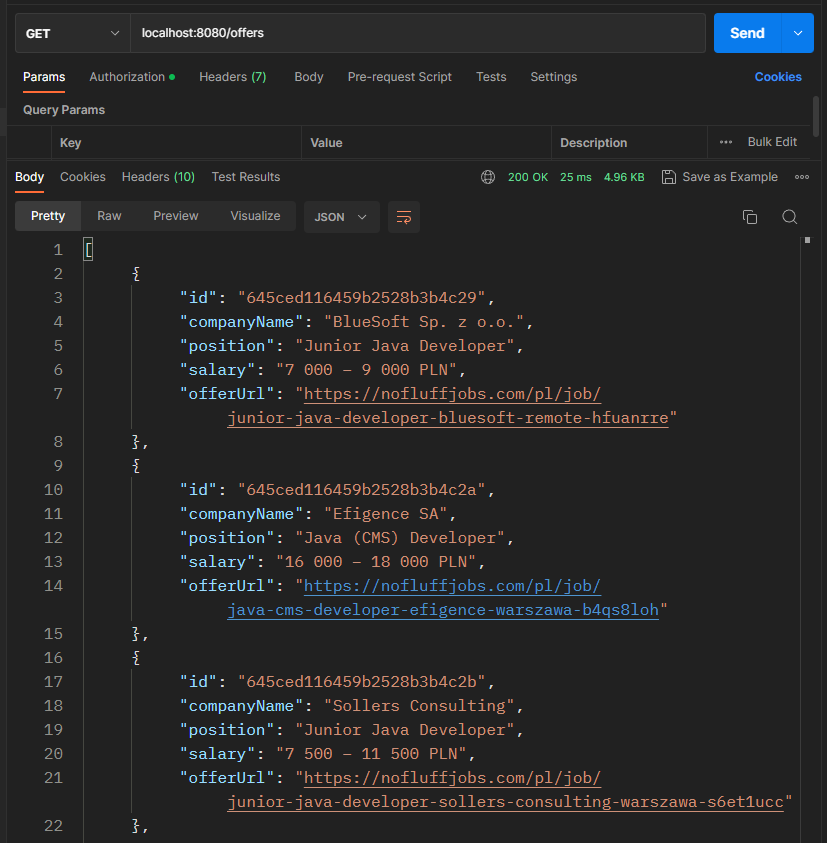 GET localhost:8080/offers Send
Params Authorization Headers (7) Body Pre-request Script Tests Settings Cookies
Query Params
Key Value Description ••• Bulk Edit
Body Cookies Headers (10) Test Results 200 OK 25 ms 4.96 KB Save as Example
Pretty Raw Preview Visualize JSON
1 [
2 {
3 "id": "645ced116459b2528b3b4c29",
4 "companyName": "BlueSoft Sp. z o.o.",
5 "position": "Junior Java Developer",
6 "salary": "7 000 – 9 000 PLN",
7 "offerUrl": "https://nofluffjobs.com/pl/job/
junior-java-developer-bluesoft-remote-hfuanrre"
8 },
9 {
10 "id": "645ced116459b2528b3b4c2a",
11 "companyName": "Efigence SA",
12 "position": "Java (CMS) Developer",
13 "salary": "16 000 – 18 000 PLN",
14 "offerUrl": "https://nofluffjobs.com/pl/job/
java-cms-developer-efigence-warszawa-b4qs8loh"
15 },
16 {
17 "id": "645ced116459b2528b3b4c2b",
18 "companyName": "Sollers Consulting",
19 "position": "Junior Java Developer",
20 "salary": "7 500 – 11 500 PLN",
21 "offerUrl": "https://nofluffjobs.com/pl/job/
junior-java-developer-sollers-consulting-warszawa-s6et1ucc"
22 },